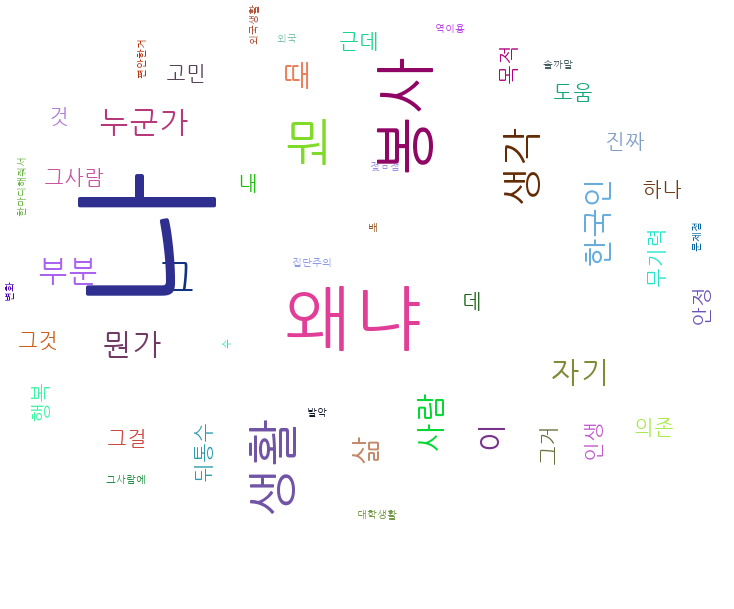 외국생활
역이용
외국
근데
편안한거
고민
때
봉사
목적
솔까말
도움
것
누군가
뭐
생각
진짜
한마디해줘서
그사람
내
한국인
하나
나
배
무기력
문제점
부분
그
집단주의
변화
왜냐
데
안정
그것
뭔가
수
자기
행복
그걸
뒤통수
생활
발악
삶
사람
이
그거
인생
의존
그사람에
대학생활